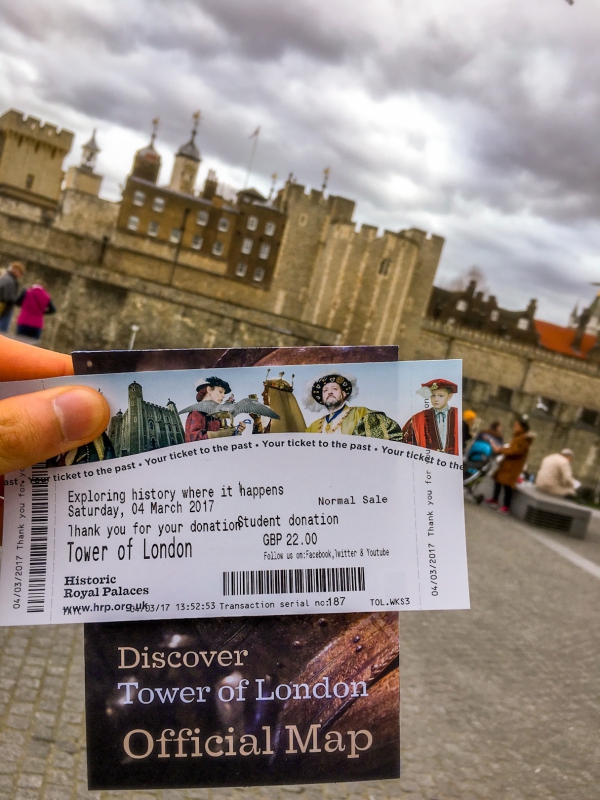 ast • Your ticket to the past • Your ticket to the past • Your ticket to the past • Your ticket to the
Exploring history where it happens
Saturday, 04 March 2017
Normal Sale
Thank you for your donation
Student donation
Tower of London
GBP 22.00
Follow us on:Facebook,Twitter & Youtube
Historic
Royal Palaces
www.hrp.org.uk
04/03/17 13:52:53 Transaction serial no:187
TOL.WKS3
04/03/2017 Thank you for
04/03/2017 Thank you for your
Discover
Tower of London
Official Map